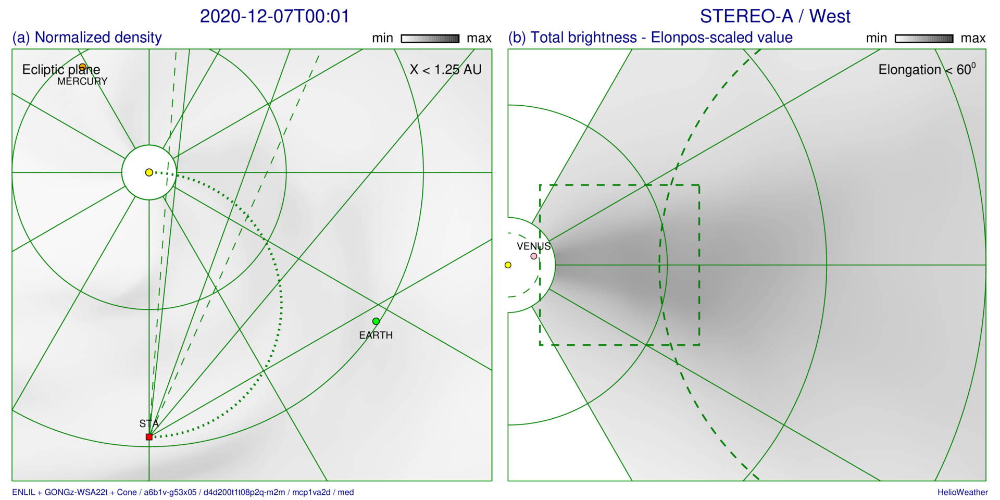 2020-12-07T00:01
STEREO-A / West
(a) Normalized density
min
max
(b) Total brightness - Elonpos-scaled value
min
max
Ecliptic plane
X < 1.25 AU
MERCURY
EARTH
STA
Elongation < 60⁰
VENUS
ENLIL + GONGz-WSA22t + Cone / a6b1v-g53x05 / d4d200t1t08p2q-m2m / mcp1va2d / med
HelioWeather